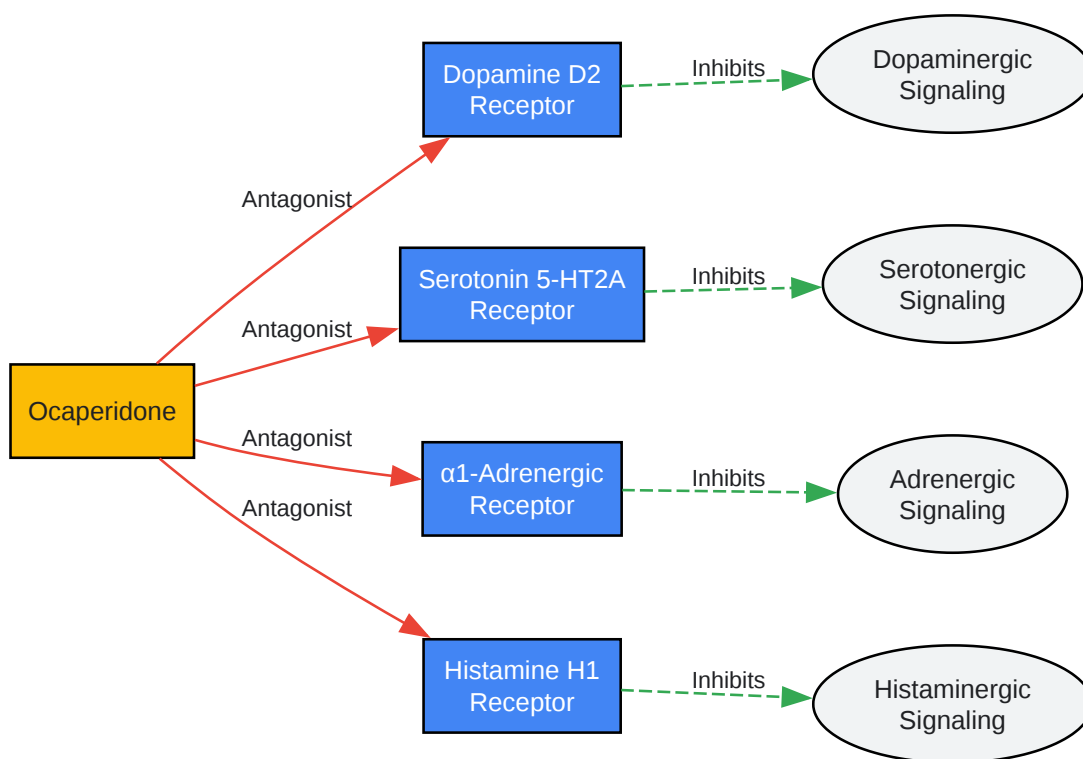 Dopamine D2
Receptor
Inhibits
Dopaminergic
Signaling
Antagonist
Serotonin 5-HT2A
Receptor
Inhibits
Serotonergic
Signaling
Antagonist
Ocaperidone
Antagonist
α1-Adrenergic
Receptor
Inhibits
Adrenergic
Signaling
Antagonist
Histamine H1
Receptor
Inhibits
Histaminergic
Signaling